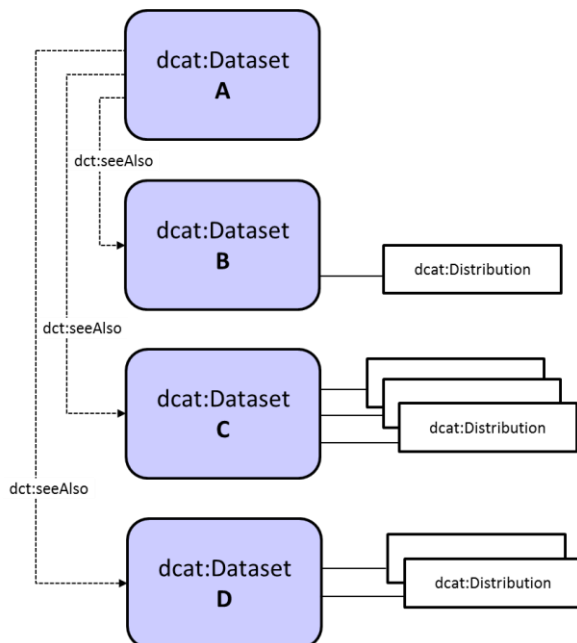 dcat:Dataset
A
dct:seeAlso
dcat:Dataset
B
dcat:Distribution
dct:seeAlso
dcat:Dataset
C
dcat:Distribution
dct:seeAlso
dcat:Dataset
D
dcat:Distribution